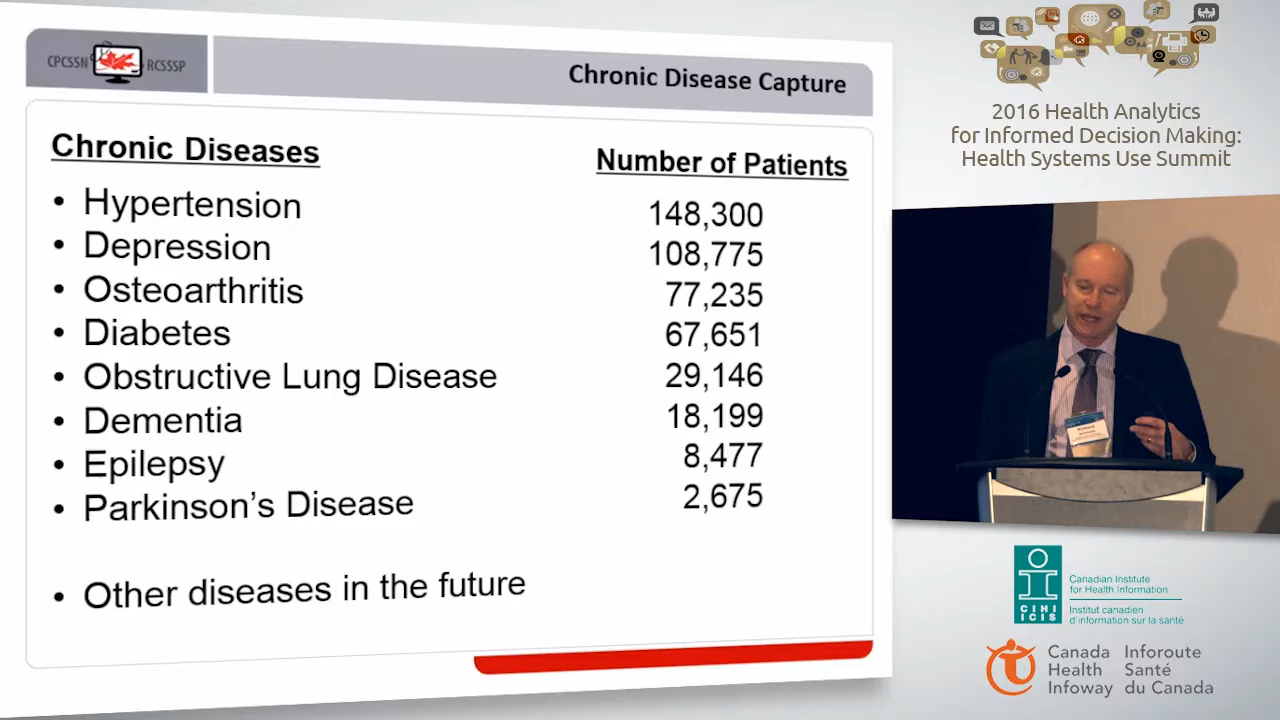 CPCSSN RCSSSP
Chronic Disease Capture
Chronic Diseases
Number of Patients
• Hypertension 148,300
• Depression 108,775
• Osteoarthritis 77,235
• Diabetes 67,651
• Obstructive Lung Disease 29,146
• Dementia 18,199
• Epilepsy 8,477
• Parkinson's Disease 2,675
• Other diseases in the future
2016 Health Analytics
for Informed Decision Making:
Health Systems Use Summit
Richard
CIHI
ICIS
Canadian Institute
for Health Information
Institut canadien
d'information sur la santé
Canada Inforoute
Health Santé
Infoway du Canada